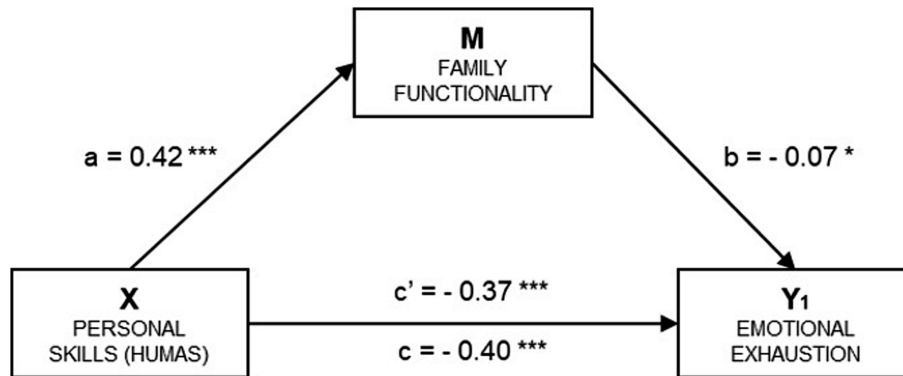 M
FAMILY
FUNCTIONALITY
a = 0.42 ***
b = - 0.07 *
X
PERSONAL
SKILLS (HUMAS)
c’ = - 0.37 ***
c = - 0.40 ***
Y₁
EMOTIONAL
EXHAUSTION